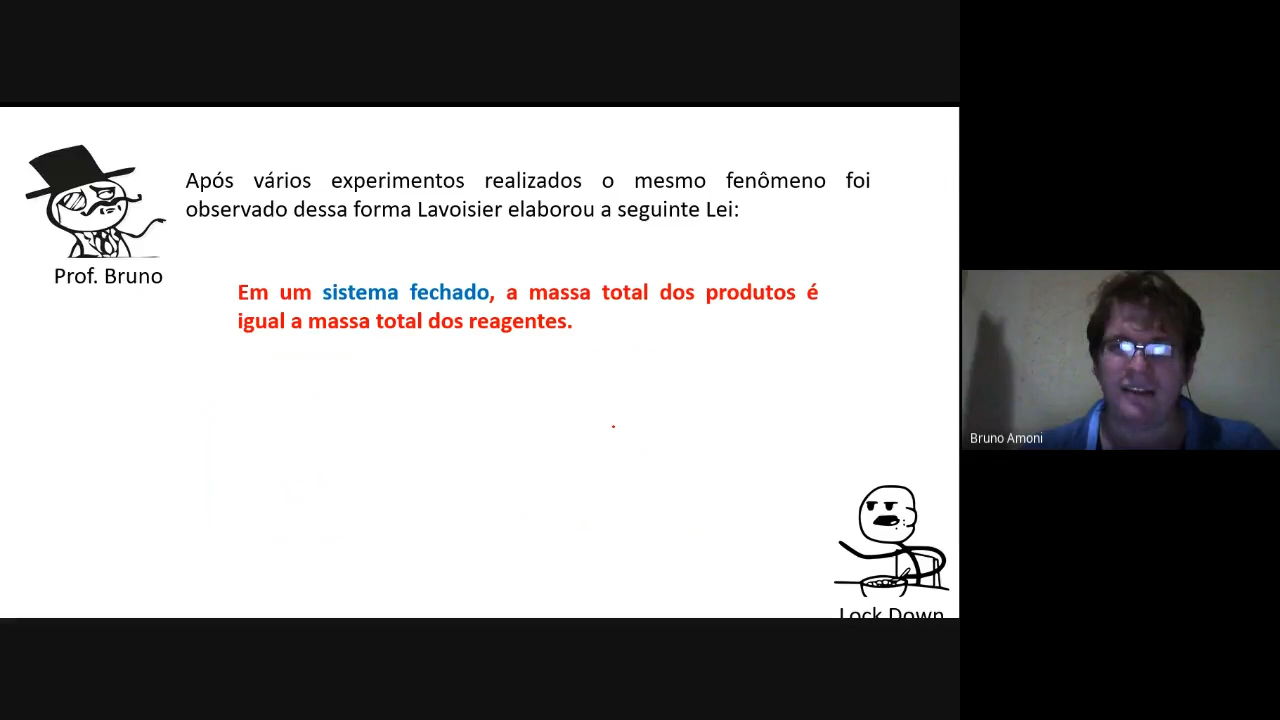 Após vários experimentos realizados o mesmo fenômeno foi
observado dessa forma Lavoisier elaborou a seguinte Lei:
Prof. Bruno
Em um sistema fechado, a massa total dos produtos é
igual a massa total dos reagentes.
Bruno Amoni
Lock Down